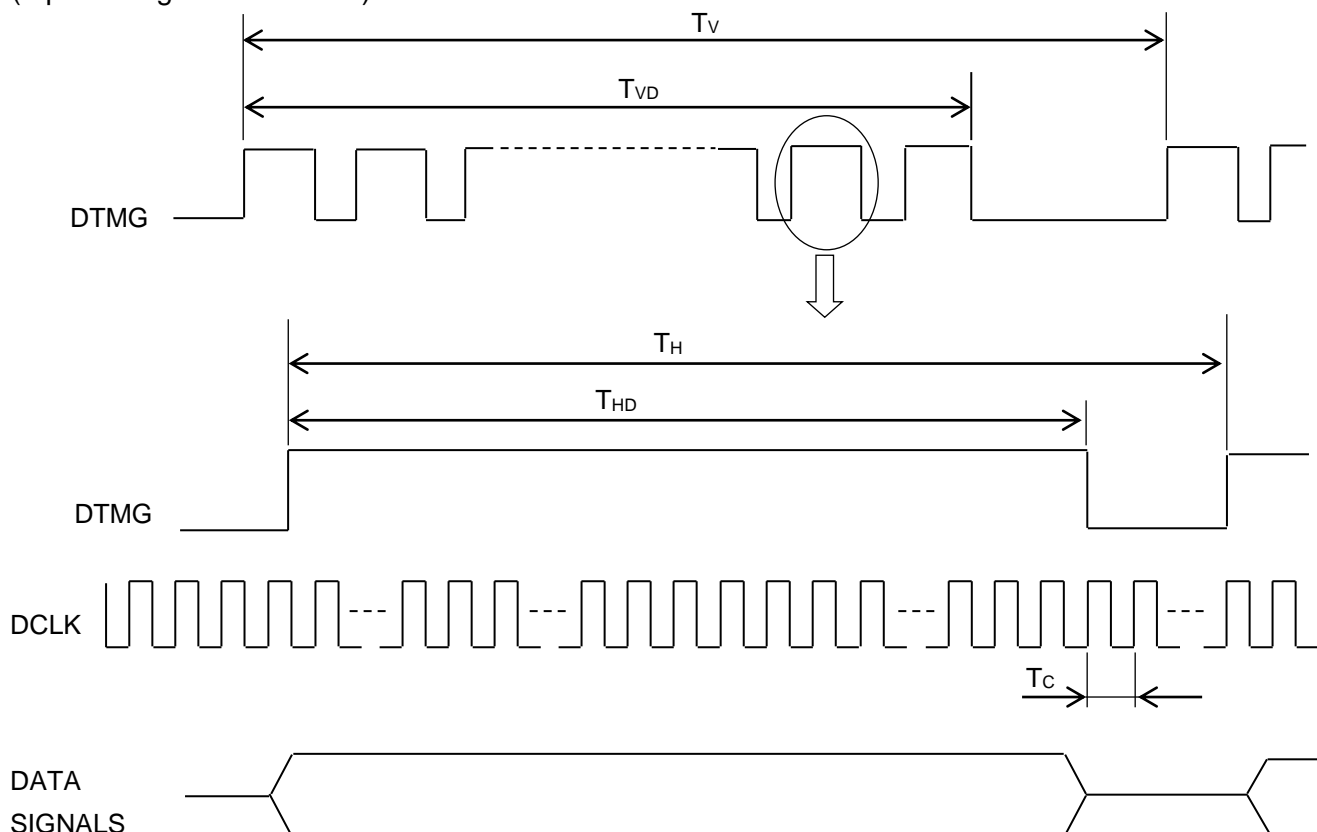 TV
TVD
DTMG
TH
THD
DTMG
DCLK
TC
DATA
SIGNALS